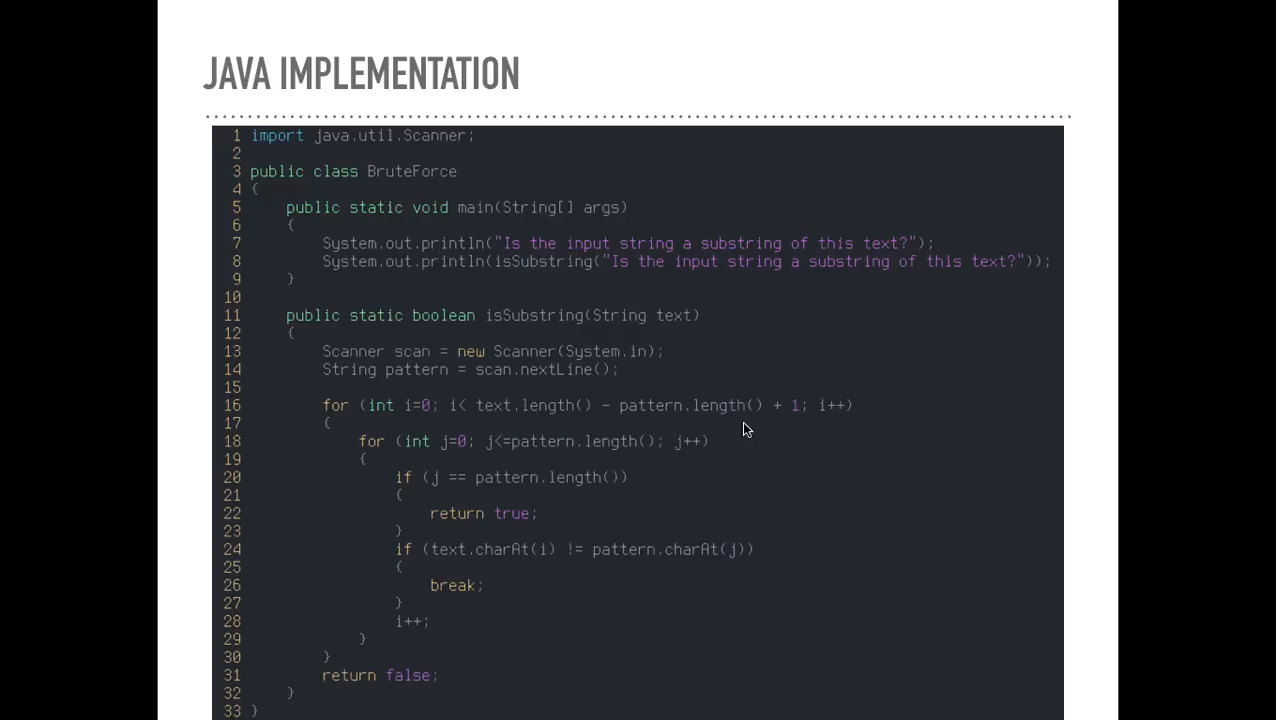 JAVA IMPLEMENTATION
1 import java.util.Scanner;
2
3 public class BruteForce
4 {
5     public static void main(String[] args)
6     {
7         System.out.println("Is the input string a substring of this text?");
8         System.out.println(isSubstring("Is the input string a substring of this text?"));
9     }
10
11     public static boolean isSubstring(String text)
12     {
13         Scanner scan = new Scanner(System.in);
14         String pattern = scan.nextLine();
15
16         for (int i=0; i< text.length() - pattern.length() + 1; i++)
17         {
18             for (int j=0; j<=pattern.length(); j++)
19             {
20                 if (j == pattern.length())
21                 {
22                     return true;
23                 }
24                 if (text.charAt(i) != pattern.charAt(j))
25                 {
26                     break;
27                 }
28                 i++;
29             }
30         }
31         return false;
32     }
33 }